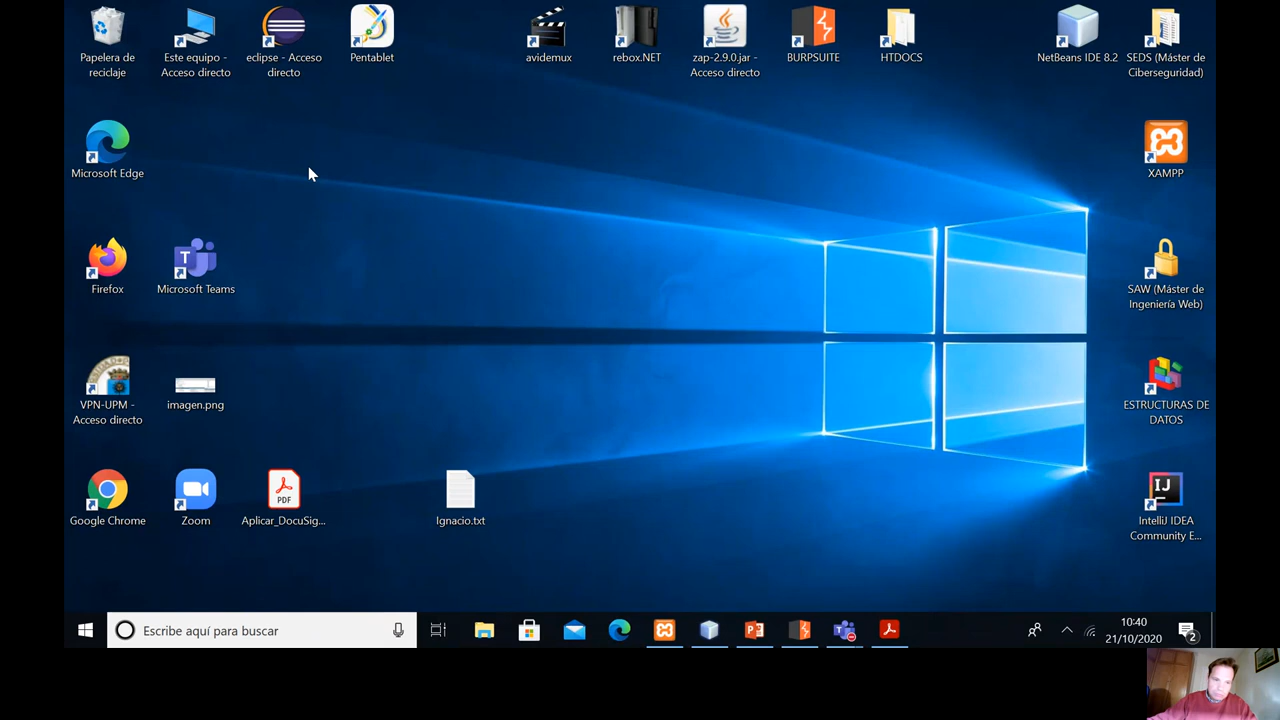 Papelera de
reciclaje
Este equipo -
Acceso directo
eclipse - Acceso
directo
Pentablet
avidemux
rebox.NET
zap-2.9.0.jar -
Acceso directo
BURPSUITE
HTDOCS
NetBeans IDE 8.2
SEDS (Máster de
Ciberseguridad)
Microsoft Edge
XAMPP
Firefox
T
Microsoft Teams
SAW (Máster de
Ingeniería Web)
VPN-UPM -
Acceso directo
imagen.png
ESTRUCTURAS DE
DATOS
Google Chrome
Zoom
PDF
Aplicar_DocuSig...
Ignacio.txt
IJ
IntelliJ IDEA
Community E...
Escribe aquí para buscar
10:40
21/10/2020
2